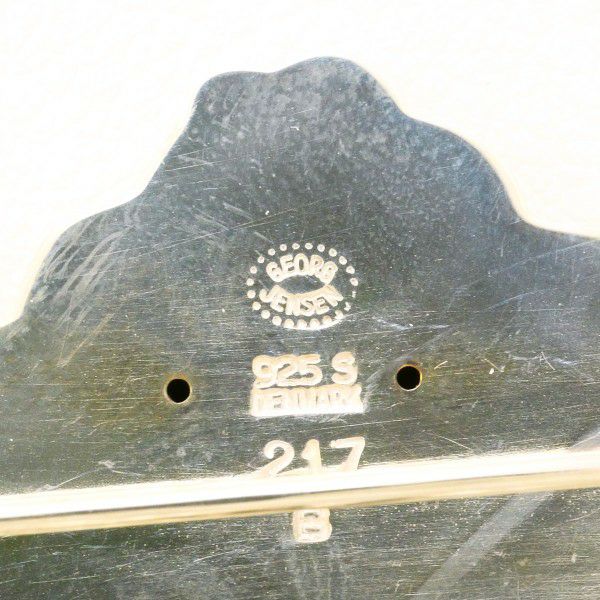 GEORG
JENSEN
925 S
DENMARK
217
B